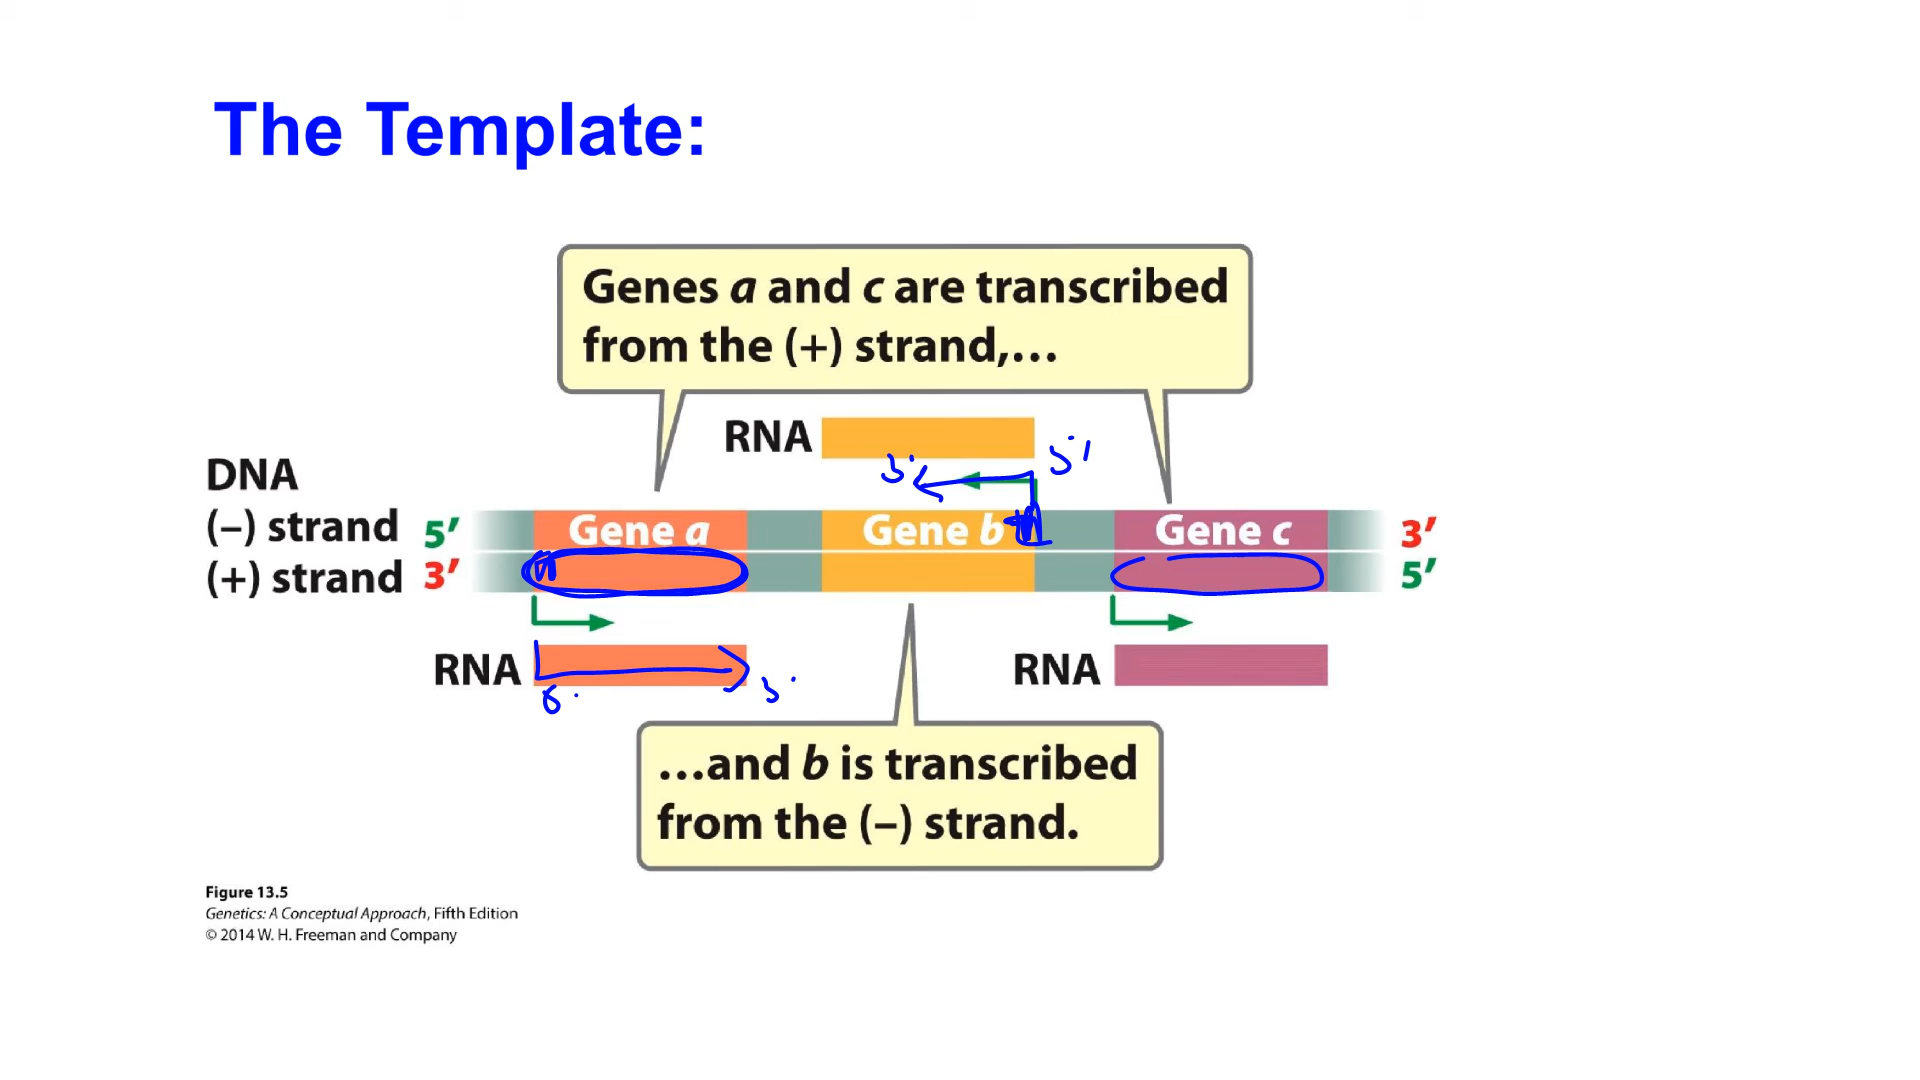 The Template:
Genes a and c are transcribed
from the (+) strand,…
RNA
3'
5'
DNA
(–) strand 5′ Gene a Gene b Gene c 3′
(+) strand 3′ 5′
RNA RNA
5' 3'
…and b is transcribed
from the (–) strand.
Figure 13.5
Genetics: A Conceptual Approach, Fifth Edition
© 2014 W. H. Freeman and Company